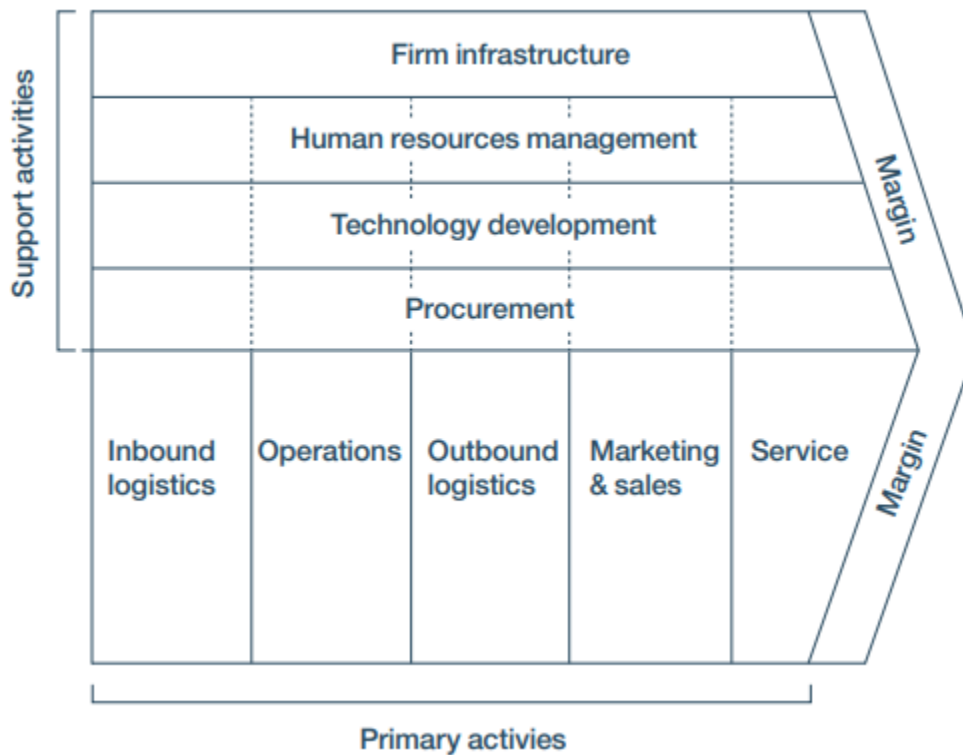 Support activities
Firm infrastructure
Human resources management
Technology development
Procurement
Margin
Inbound
logistics
Operations
Outbound
logistics
Marketing
& sales
Service
Margin
Primary activies